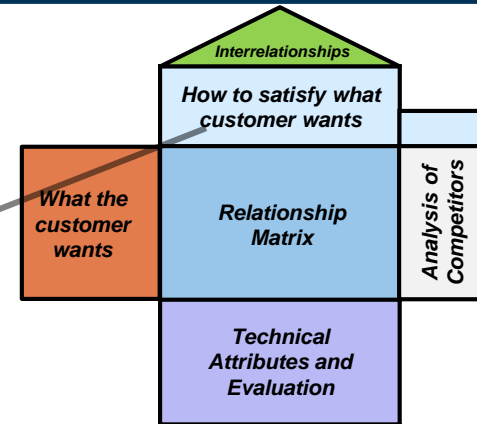 Interrelationships
How to satisfy what
customer wants
What the
customer
wants
Relationship
Matrix
Analysis of
Competitors
Technical
Attributes and
Evaluation